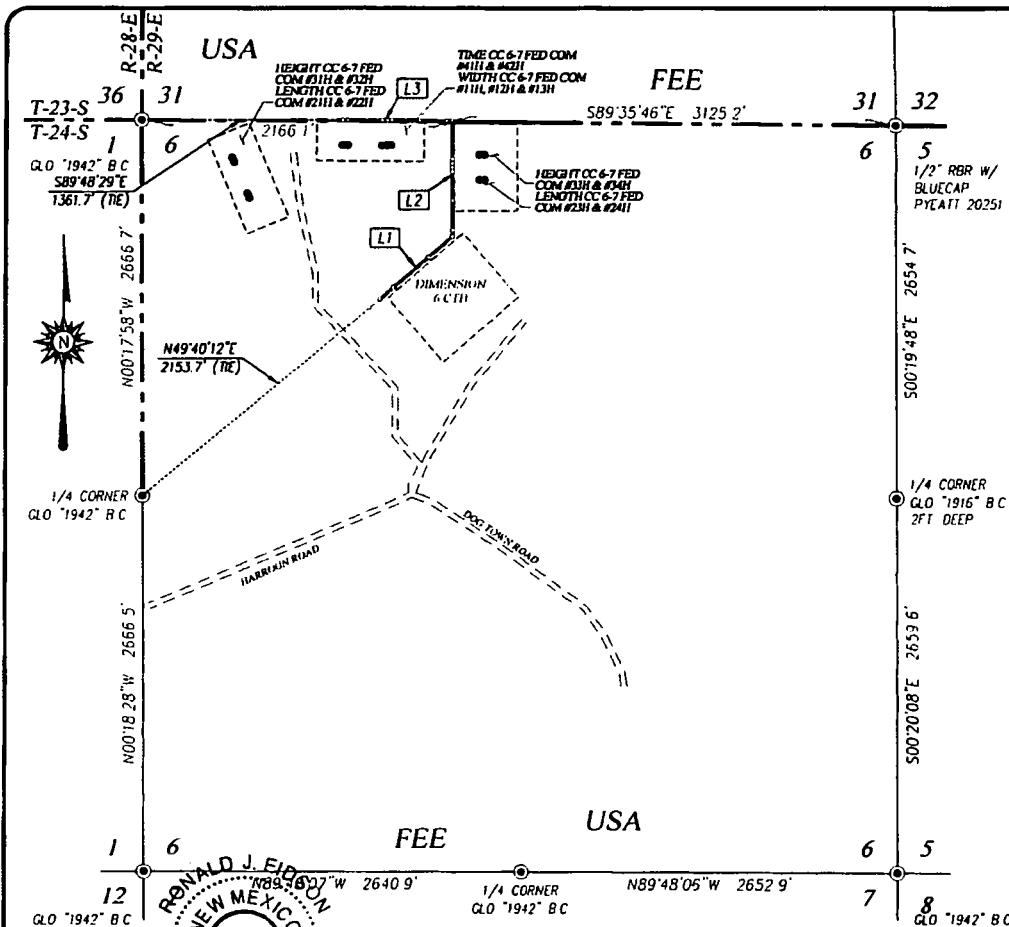 R-28-E
R-29-E
USA
FEE
HEIGHT CC 6-7 FED
COM #31H & #32H
LENGTH CC 6-7 FED
COM #21H & #22H
TIME CC 6-7 FED COM
#41H & #42H
WIDTH CC 6-7 FED COM
#11H, #12H & #13H
L3
S89°35'46"E 3125 2'
2166 1'
36
31
31
32
T-23-S
T-24-S
1
6
6
5
GLO "1942" B C
S89°48'29"E
1361.7' (TIE)
1/2" RBR W/
BLUECAP
PYEATT 20251
HEIGHT CC 6-7 FED
COM #33H & #34H
LENGTH CC 6-7 FED
COM #23H & #24H
L2
L1
DIMENSION
6 CTB
N00°17'58"W 2666 7'
S00°19'48"E 2654 7'
N
N49°40'12"E
2153.7' (TIE)
1/4 CORNER
GLO "1942" B C
1/4 CORNER
GLO "1916" B C
2FT DEEP
HARROUN ROAD
DOG TOWN ROAD
N00°18 28"W 2666 5'
S00°20'08"E 2659 6'
FEE
USA
1
6
6
5
2640 9'
N89°48'05"W 2652 9'
12
1/4 CORNER
GLO "1942" B C
7
8
GLO "1942" B C
GLO "1942" B C
RONALD J. EIDSON
NEW MEXICO